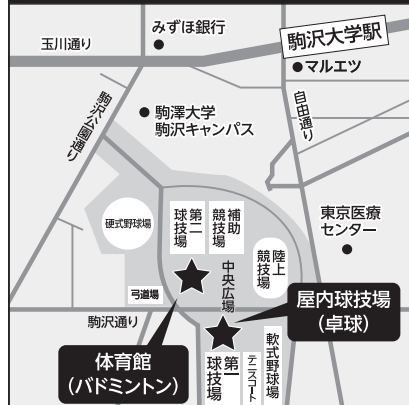 みずほ銀行
玉川通り
駒沢大学駅
マルエツ
駒沢公園通り
自由通り
駒澤大学
駒沢キャンパス
硬式野球場
第二
球技場
補助
競技場
陸上
競技場
東京医療
センター
中央広場
弓道場
屋内球技場
(卓球)
駒沢通り
体育館
(バドミントン)
第一
球技場
テニスコート
軟式野球場